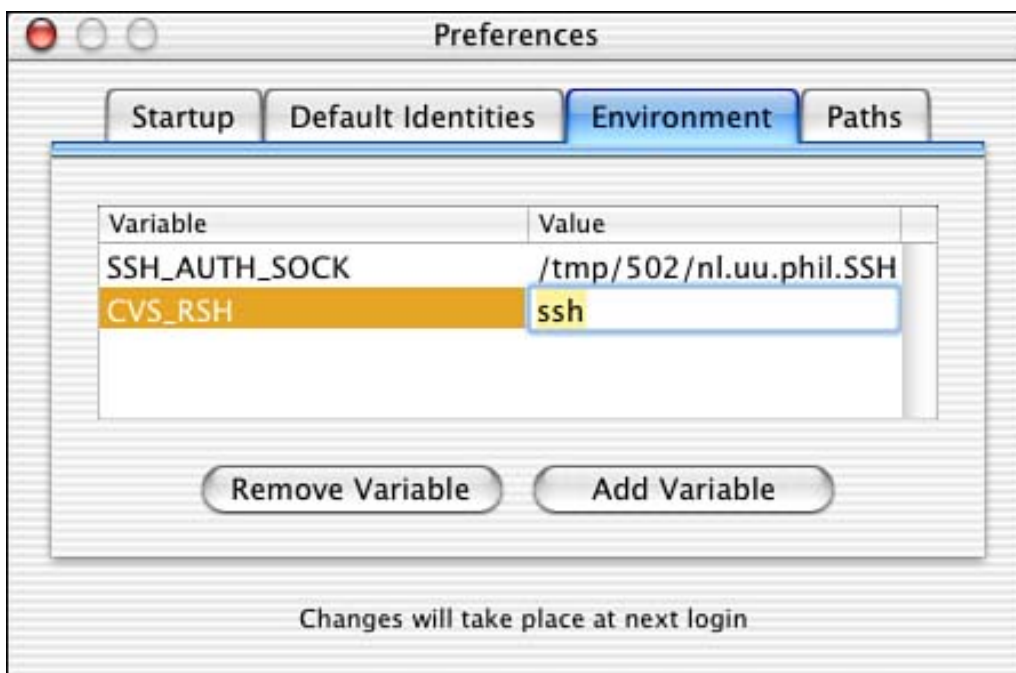 Preferences
Startup Default Identities Environment Paths
Variable Value
SSH_AUTH_SOCK /tmp/502/nl.uu.phil.SSH
CVS_RSH ssh
Remove Variable Add Variable
Changes will take place at next login